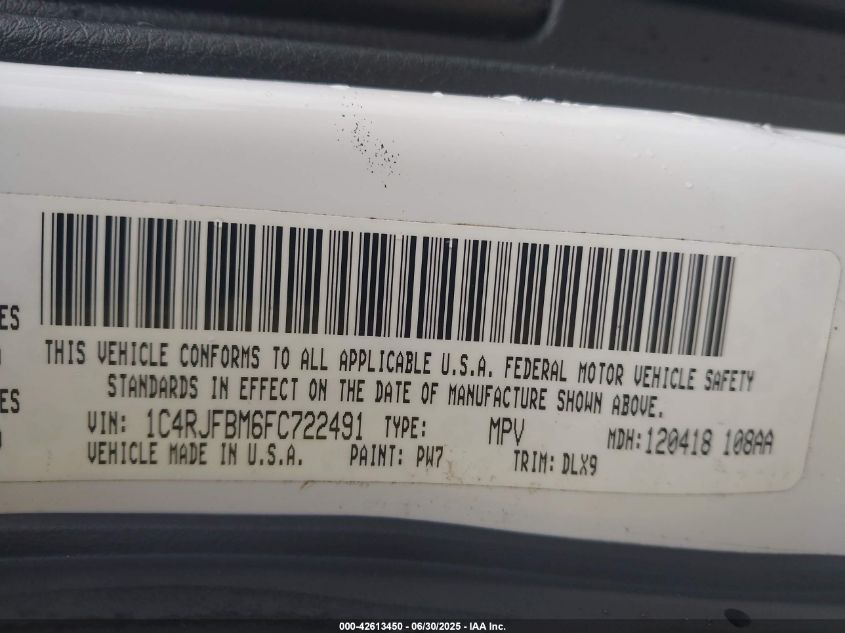 ES
THIS VEHICLE CONFORMS TO ALL APPLICABLE U.S.A. FEDERAL MOTOR VEHICLE SAFETY
STANDARDS IN EFFECT ON THE DATE OF MANUFACTURE SHOWN ABOVE.
ES
VIN: 1C4RJFBM6FC722491 TYPE: MPV MDH:120418 108AA
VEHICLE MADE IN U.S.A. PAINT: PW7 TRIM: DLX9
000-42613450 - 06/30/2025 - IAA Inc.